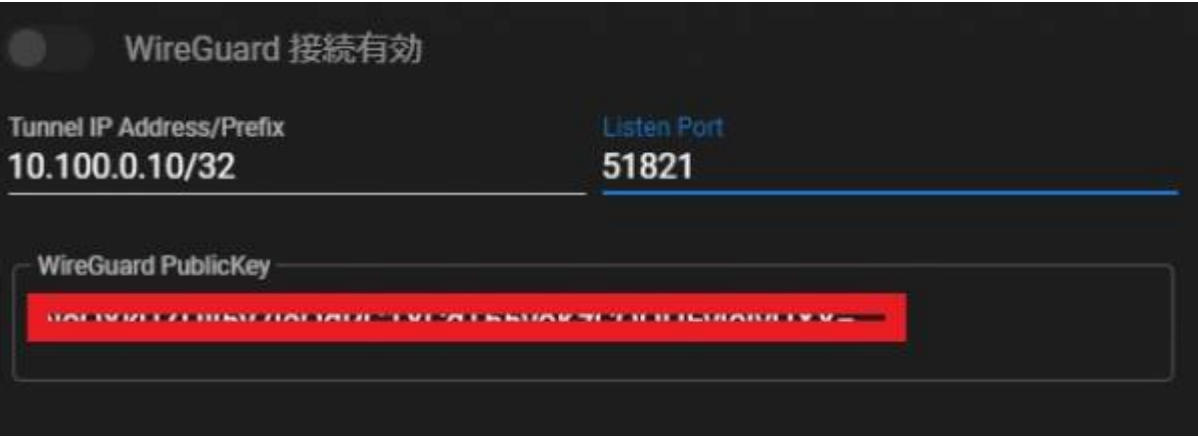 WireGuard 接続有効
Tunnel IP Address/Prefix
10.100.0.10/32
Listen Port
51821
WireGuard PublicKey